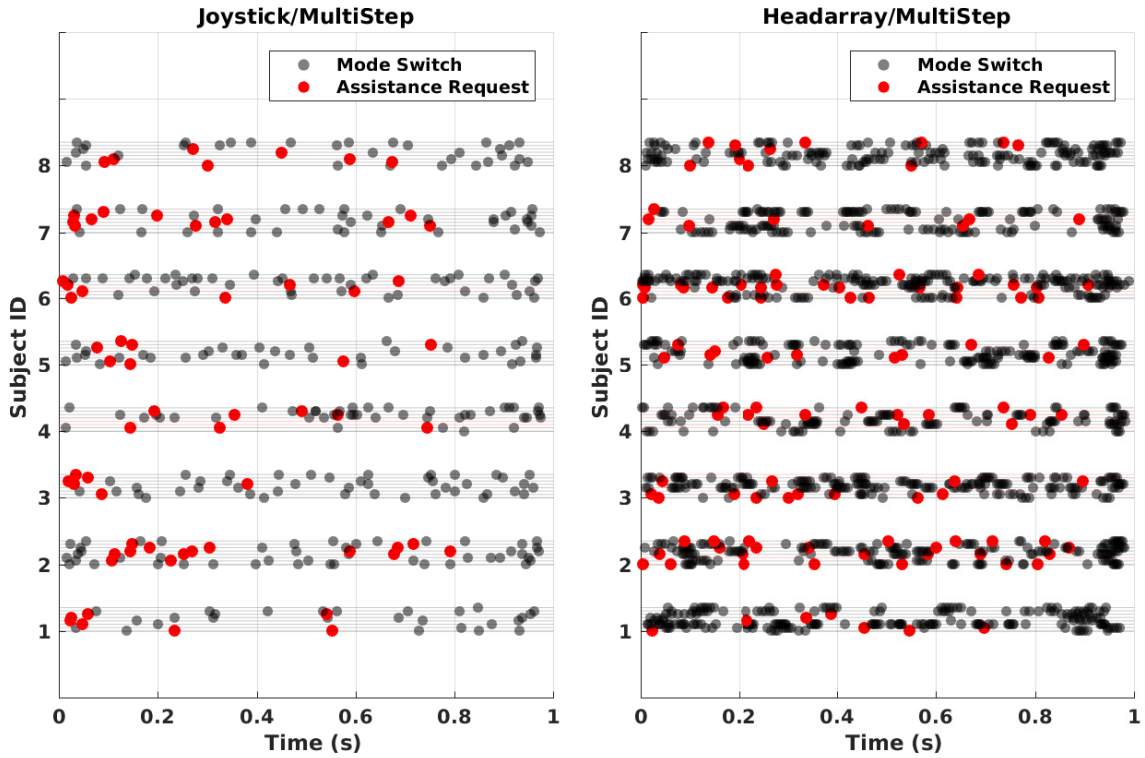 Joystick/MultiStep
Mode Switch
Assistance Request
Subject ID
8
7
6
5
4
3
2
1
0
0.2
0.4
0.6
0.8
1
Time (s)
Headarray/MultiStep
Mode Switch
Assistance Request
Subject ID
8
7
6
5
4
3
2
1
0
0.2
0.4
0.6
0.8
1
Time (s)